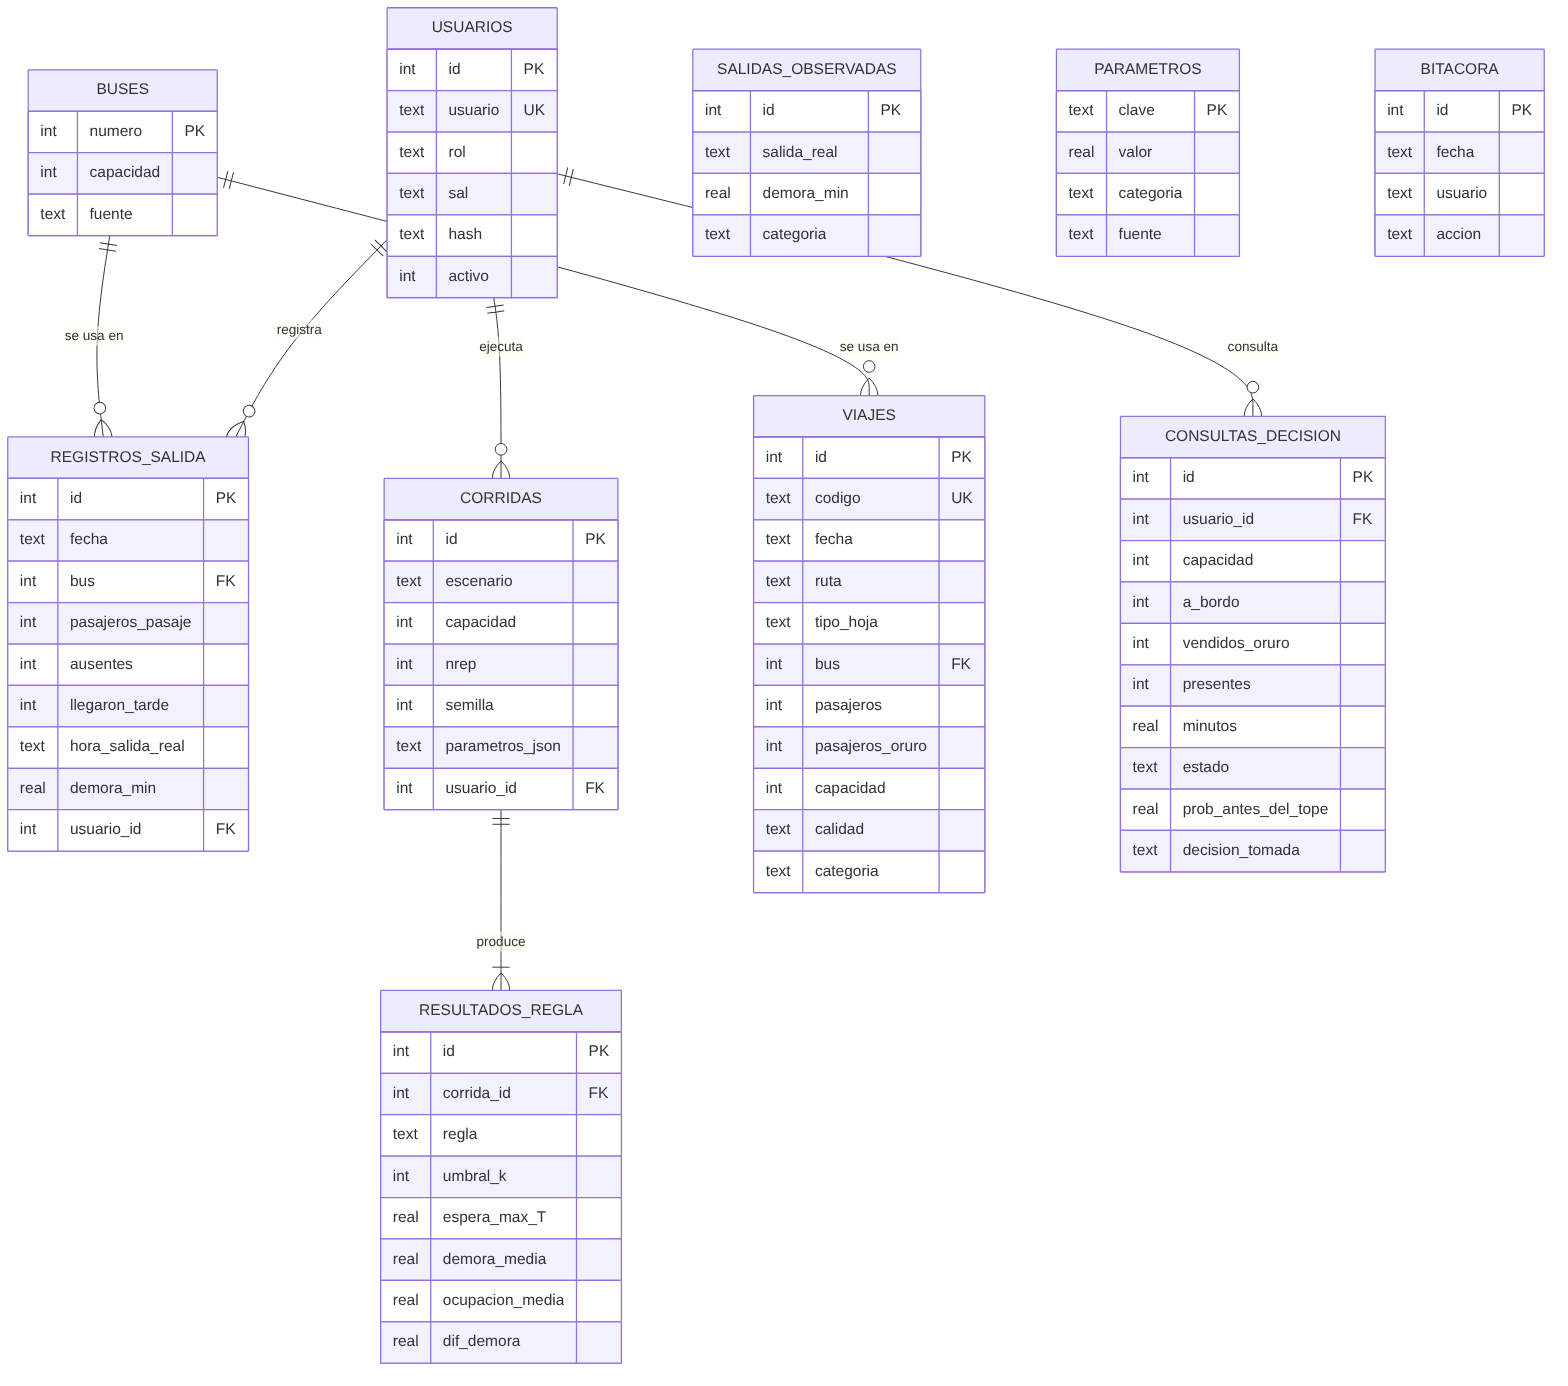 BUSES
int numero PK
int capacidad
text fuente
USUARIOS
int id PK
text usuario UK
text rol
text sal
text hash
int activo
SALIDAS_OBSERVADAS
int id PK
text salida_real
real demora_min
text categoria
PARAMETROS
text clave PK
real valor
text categoria
text fuente
BITACORA
int id PK
text fecha
text usuario
text accion
se usa en
registra
ejecuta
se usa en
consulta
REGISTROS_SALIDA
int id PK
text fecha
int bus FK
int pasajeros_pasaje
int ausentes
int llegaron_tarde
text hora_salida_real
real demora_min
int usuario_id FK
CORRIDAS
int id PK
text escenario
int capacidad
int nrep
int semilla
text parametros_json
int usuario_id FK
VIAJES
int id PK
text codigo UK
text fecha
text ruta
text tipo_hoja
int bus FK
int pasajeros
int pasajeros_oruro
int capacidad
text calidad
text categoria
CONSULTAS_DECISION
int id PK
int usuario_id FK
int capacidad
int a_bordo
int vendidos_oruro
int presentes
real minutos
text estado
real prob_antes_del_tope
text decision_tomada
produce
RESULTADOS_REGLA
int id PK
int corrida_id FK
text regla
int umbral_k
real espera_max_T
real demora_media
real ocupacion_media
real dif_demora